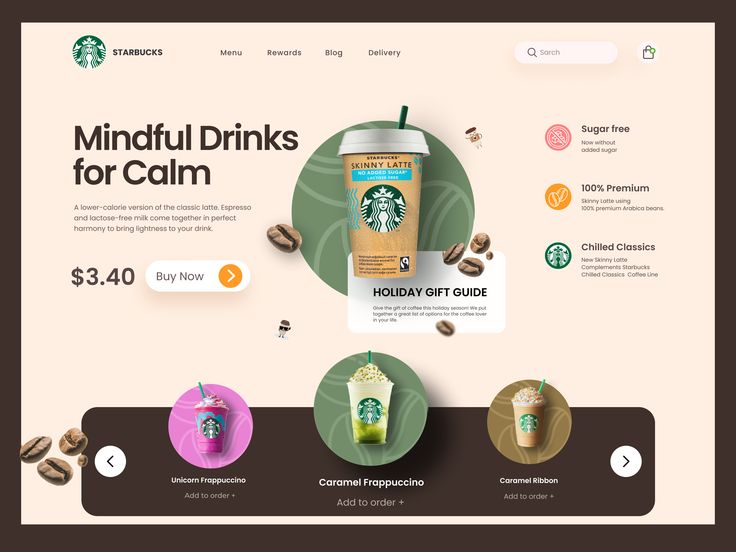 STARBUCKS
Menu
Rewards
Blog
Delivery
Sarch
Mindful Drinks
for Calm
A lower-calorie version of the classic latte. Espresso
and lactose-free milk come together in perfect
harmony to bring lightness to your drink.
$3.40
Buy Now
STARBUCKS®
SKINNY LATTE
NO ADDED SUGAR*
LACTOSE FREE
FAIRTRADE
HOLIDAY GIFT GUIDE
Give the gift of coffee this holiday season! We put
together a great list of options for the coffee lover
in your life.
Sugar free
Now without
added sugar
100% Premium
Skinny Latte using
100% premium Arabica beans.
Chilled Classics
New Skinny Latte
Complements Starbucks
Chilled Classics Coffee Line
Unicorn Frappuccino
Add to order +
Caramel Frappuccino
Add to order +
Caramel Ribbon
Add to order +